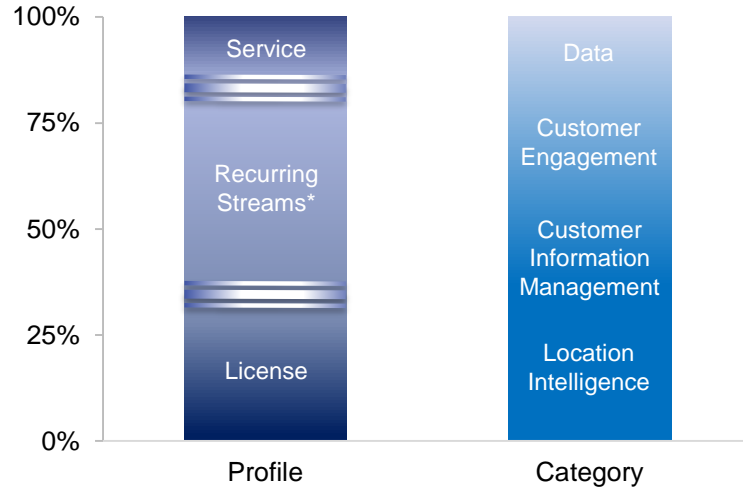 100%
75%
50%
25%
0%
Service
Recurring
Streams*
License
Data
Customer
Engagement
Customer
Information
Management
Location
Intelligence
Profile
Category